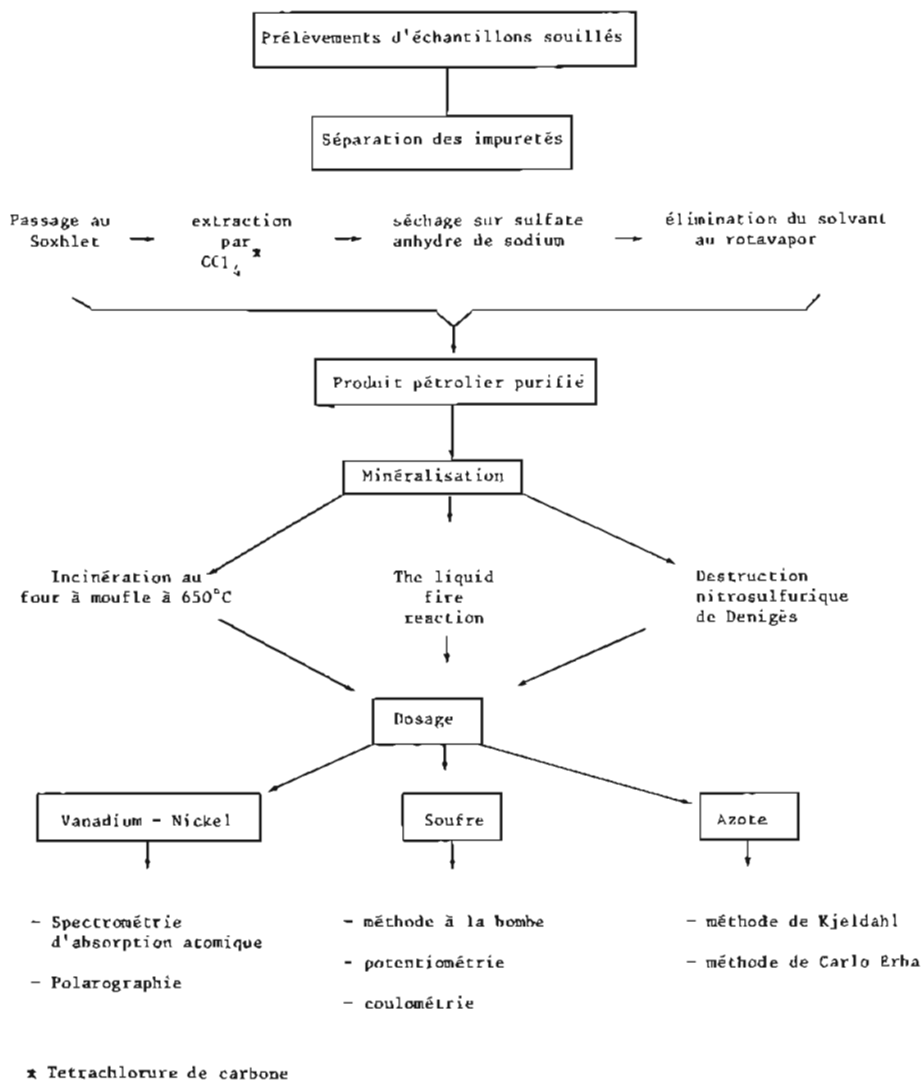 Prélèvements d'échantillons souillés
Séparation des impuretés
Passage au
Soxhlet
extraction
par
CCl4 *
séchage sur sulfate
anhydre de sodium
élimination du solvant
au rotavapor
Produit pétrolier purifié
Minéralisation
Incinération au
four à moufle à 650°C
The liquid
fire
reaction
Destruction
nitrosulfurique
de Denigès
Dosage
Vanadium - Nickel
Soufre
Azote
- Spectrométrie
d'absorption atomique
- Polarographie
- méthode à la bombe
- potentiométrie
- coulométrie
- méthode de Kjeldahl
- méthode de Carlo Erba
* Tetrachlorure de carbone